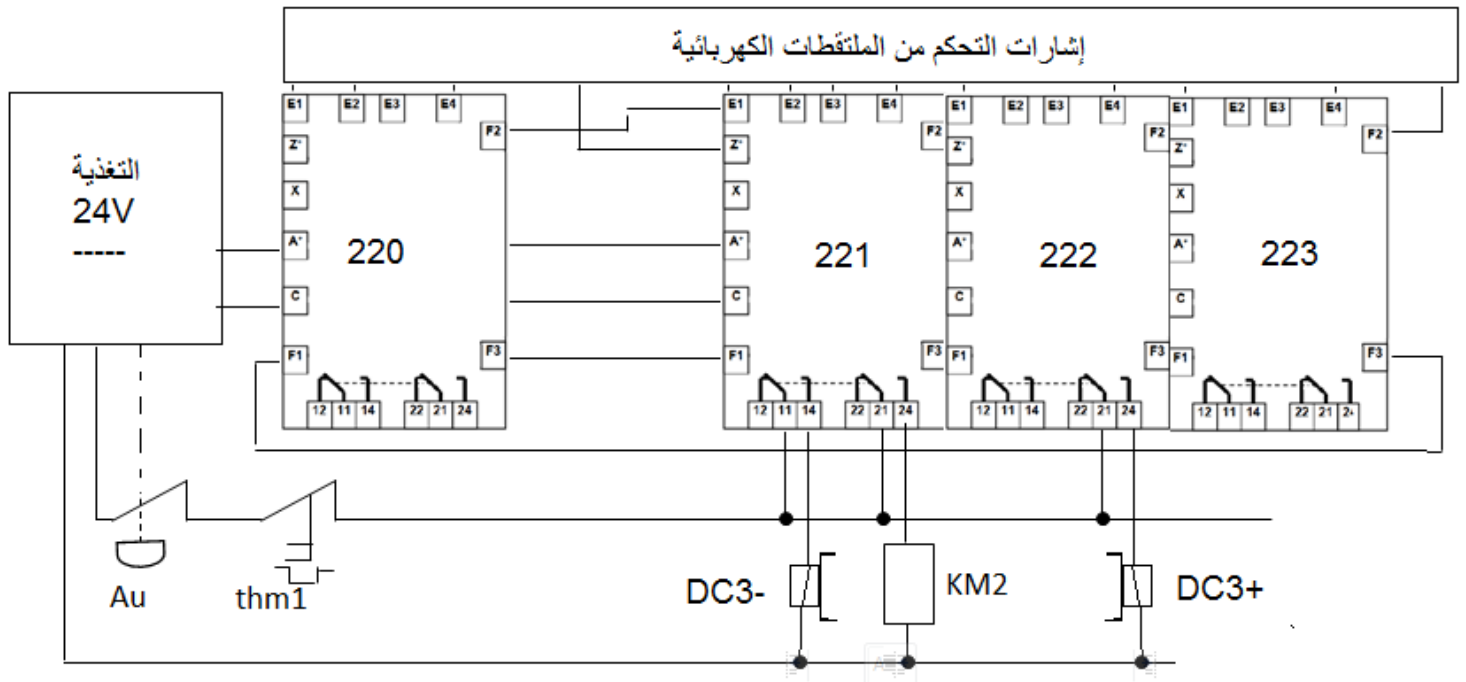 إشارات التحكم من الملتقطات الكهربائية
التغذية
24V
-----
E1 E2 E3 E4
F2
Z+
X
A+
C
F1
F3
220
12 11 14 22 21 24
E1 E2 E3 E4
F2
Z+
X
A+
C
F1
F3
221
12 11 14 22 21 24
E1 E2 E3 E4
F2
Z+
X
A+
C
F1
F3
222
12 11 14 22 21 24
E1 E2 E3 E4
F2
Z+
X
A+
C
F1
F3
223
12 11 14 22 21 24
Au
thm1
DC3-
KM2
DC3+